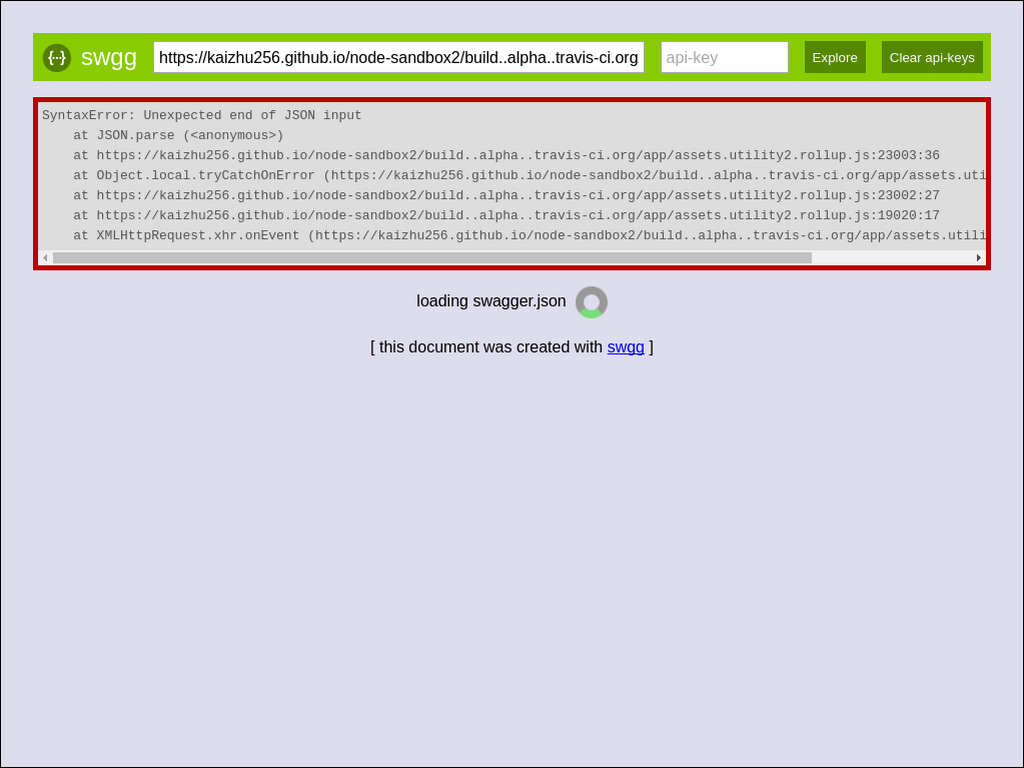 {··} swgg https://kaizhu256.github.io/node-sandbox2/build..alpha..travis-ci.org api-key Explore Clear api-keys
SyntaxError: Unexpected end of JSON input
at JSON.parse (<anonymous>)
at https://kaizhu256.github.io/node-sandbox2/build..alpha..travis-ci.org/app/assets.utility2.rollup.js:23003:36
at Object.local.tryCatchOnError (https://kaizhu256.github.io/node-sandbox2/build..alpha..travis-ci.org/app/assets.uti
at https://kaizhu256.github.io/node-sandbox2/build..alpha..travis-ci.org/app/assets.utility2.rollup.js:23002:27
at https://kaizhu256.github.io/node-sandbox2/build..alpha..travis-ci.org/app/assets.utility2.rollup.js:19020:17
at XMLHttpRequest.xhr.onEvent (https://kaizhu256.github.io/node-sandbox2/build..alpha..travis-ci.org/app/assets.utili
loading swagger.json
[ this document was created with swgg ]